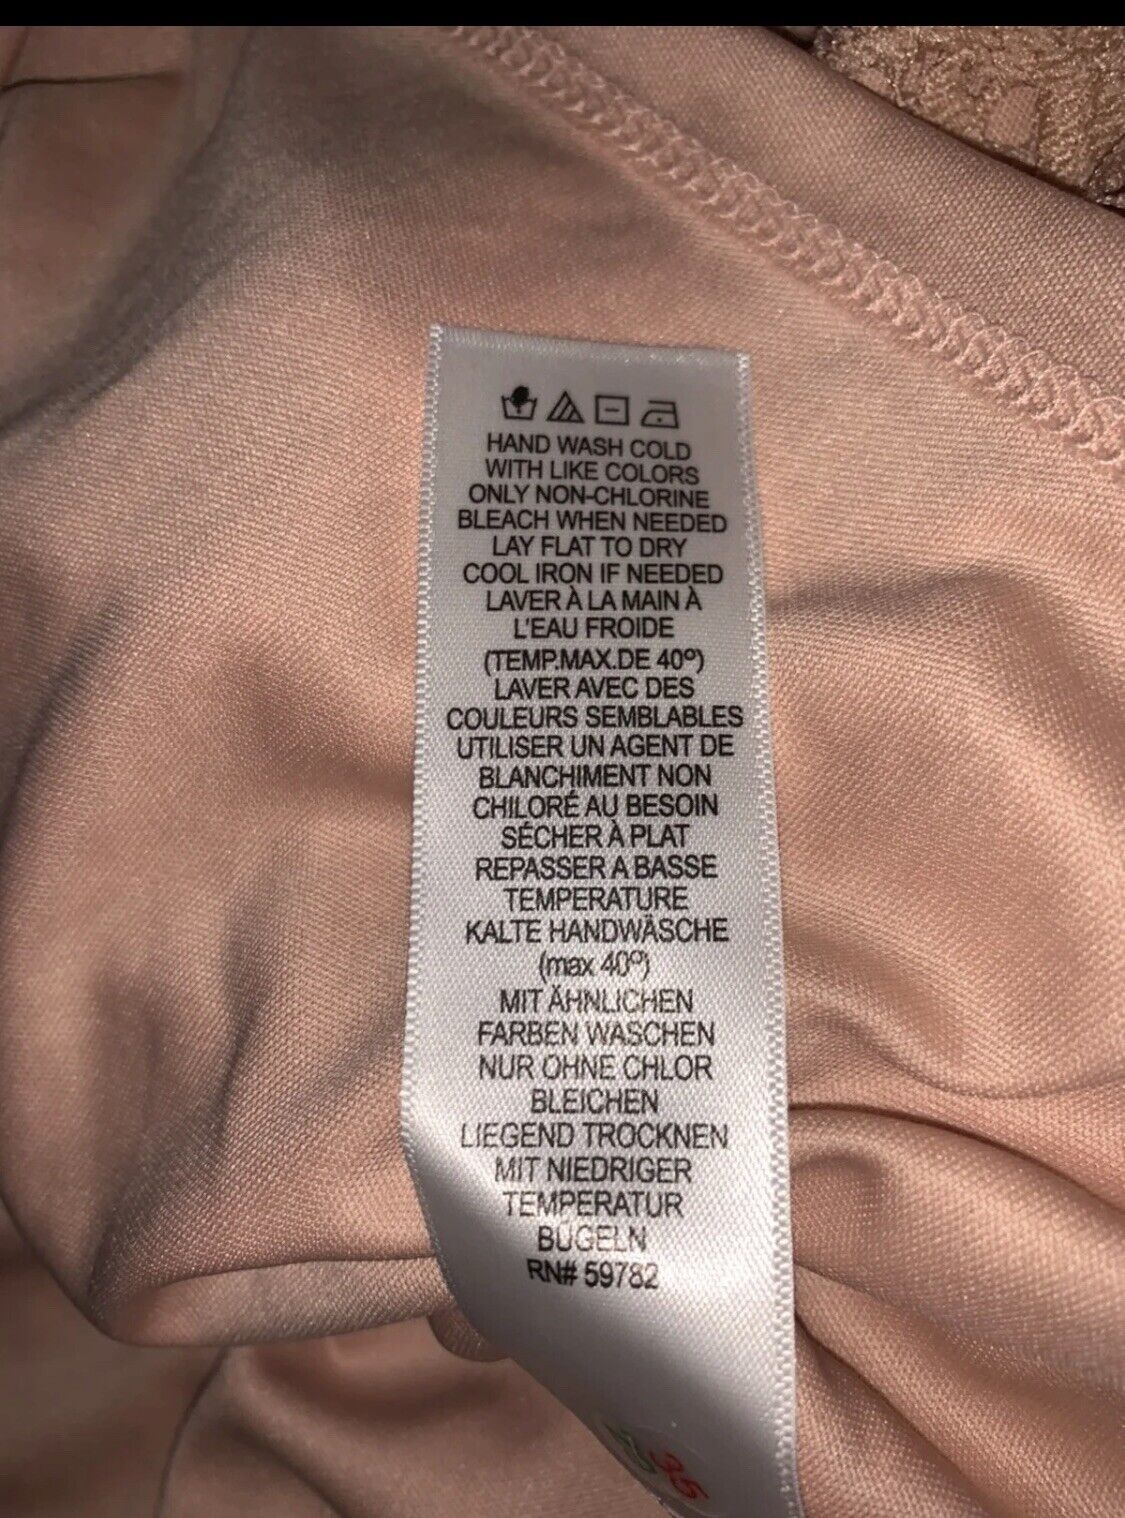 HAND WASH COLD
WITH LIKE COLORS
ONLY NON-CHLORINE
BLEACH WHEN NEEDED
LAY FLAT TO DRY
COOL IRON IF NEEDED
LAVER À LA MAIN À
L'EAU FROIDE
(TEMP.MAX.DE 40º)
LAVER AVEC DES
COULEURS SEMBLABLES
UTILISER UN AGENT DE
BLANCHIMENT NON
CHILORÉ AU BESOIN
SÉCHER À PLAT
REPASSER A BASSE
TEMPERATURE
KALTE HANDWÄSCHE
(max 40º)
MIT ÄHNLICHEN
FARBEN WASCHEN
NUR OHNE CHLOR
BLEICHEN
LIEGEND TROCKNEN
MIT NIEDRIGER
TEMPERATUR
BÜGELN
RN# 59782